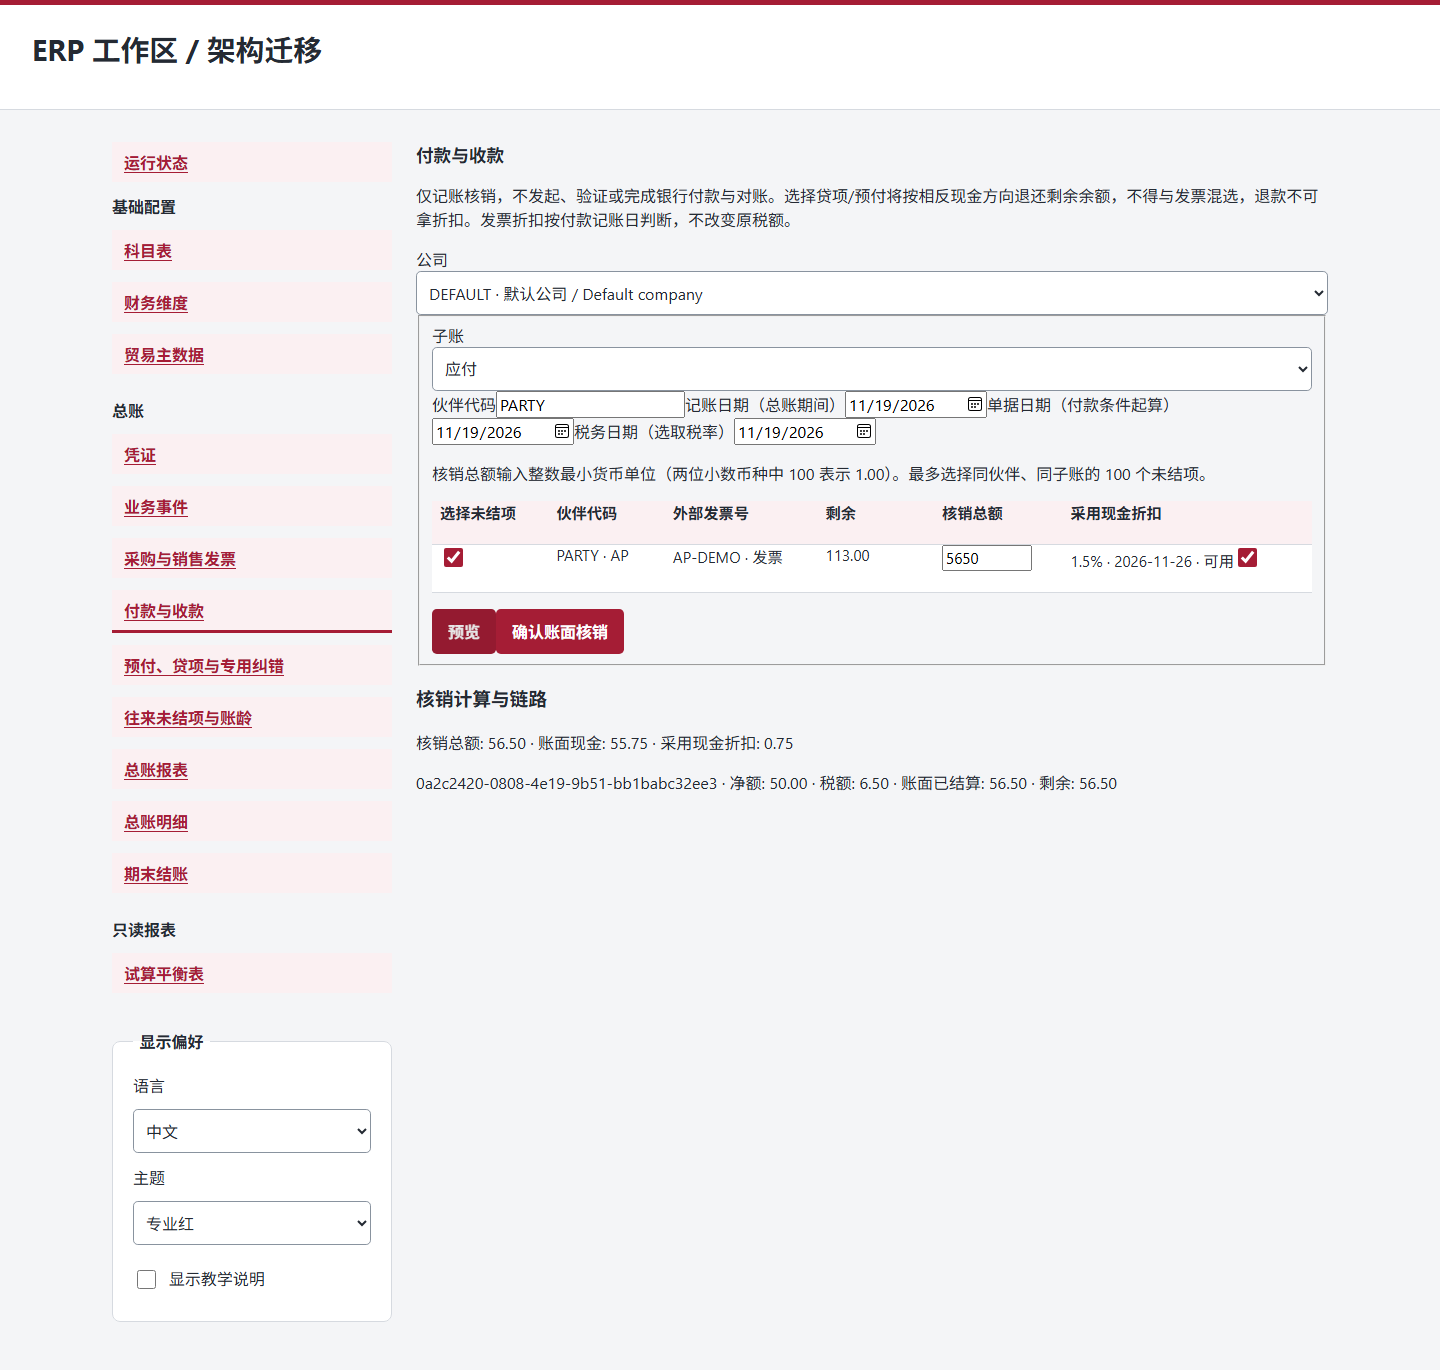 ERP 工作区 / 架构迁移
运行状态
基础配置
科目表
财务维度
贸易主数据
总账
凭证
业务事件
采购与销售发票
付款与收款
预付、贷项与专用纠错
往来未结项与账龄
总账报表
总账明细
期末结账
只读报表
试算平衡表
显示偏好
语言
中文
主题
专业红
显示教学说明
付款与收款
仅记账核销，不发起、验证或完成银行付款与对账。选择贷项/预付将按相反现金方向退还剩余余额，不得与发票混选，退款不可
拿折扣。发票折扣按付款记账日判断，不改变原税额。
公司
DEFAULT · 默认公司 / Default company
子账
应付
伙伴代码 PARTY 记账日期（总账期间） 11/19/2026 单据日期（付款条件起算）
11/19/2026 税务日期（选取税率） 11/19/2026
核销总额输入整数最小货币单位（两位小数币种中 100 表示 1.00）。最多选择同伙伴、同子账的 100 个未结项。
选择未结项 伙伴代码 外部发票号 剩余 核销总额 采用现金折扣
PARTY · AP AP-DEMO · 发票 113.00 5650 1.5% · 2026-11-26 · 可用
预览 确认账面核销
核销计算与链路
核销总额: 56.50 · 账面现金: 55.75 · 采用现金折扣: 0.75
0a2c2420-0808-4e19-9b51-bb1babc32ee3 · 净额: 50.00 · 税额: 6.50 · 账面已结算: 56.50 · 剩余: 56.50